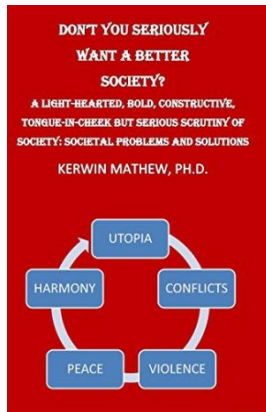 DON'T YOU SERIOUSLY
WANT A BETTER
SOCIETY?
A LIGHT-HEARTED, BOLD, CONSTRUCTIVE,
TONGUE-IN-CHEEK BUT SERIOUS SCRUTINY OF
SOCIETY: SOCIETAL PROBLEMS AND SOLUTIONS
KERWIN MATHEW, PH.D.
UTOPIA
HARMONY
CONFLICTS
PEACE
VIOLENCE